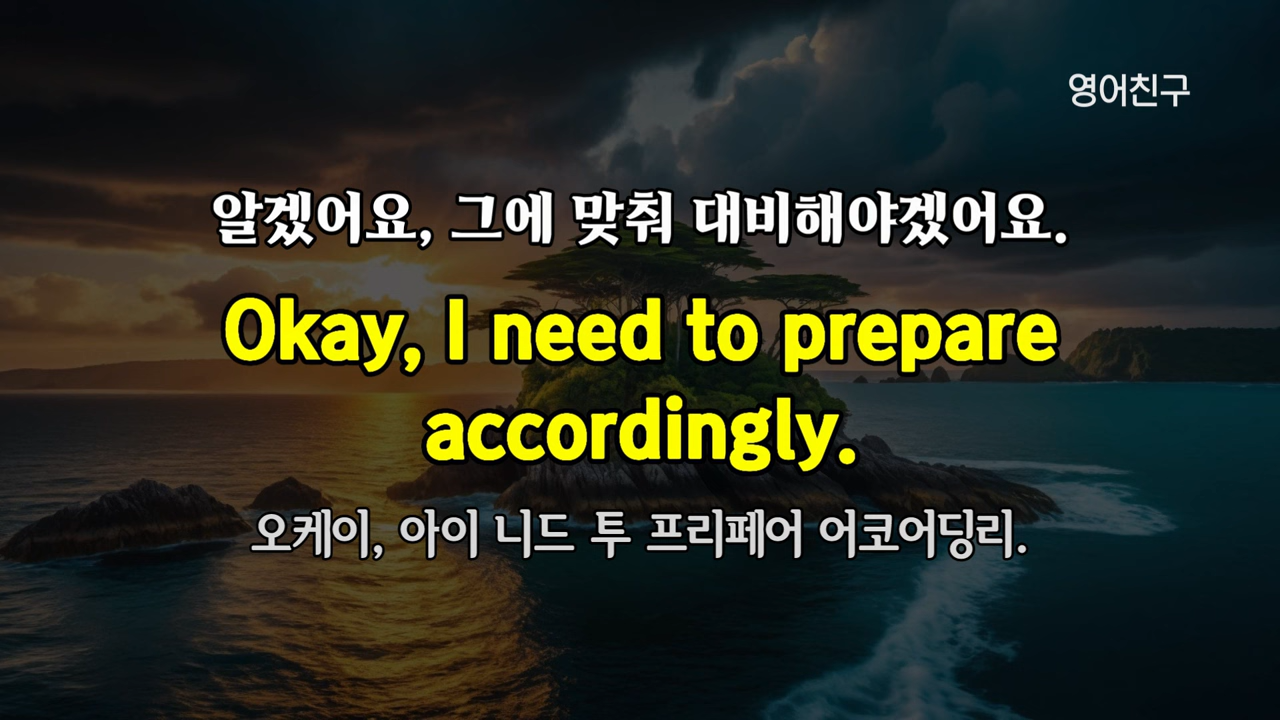 영어친구
알겠어요, 그에 맞춰 대비해야겠어요.
Okay, I need to prepare
accordingly.
오케이, 아이 니드 투 프리페어 어코어딩리.